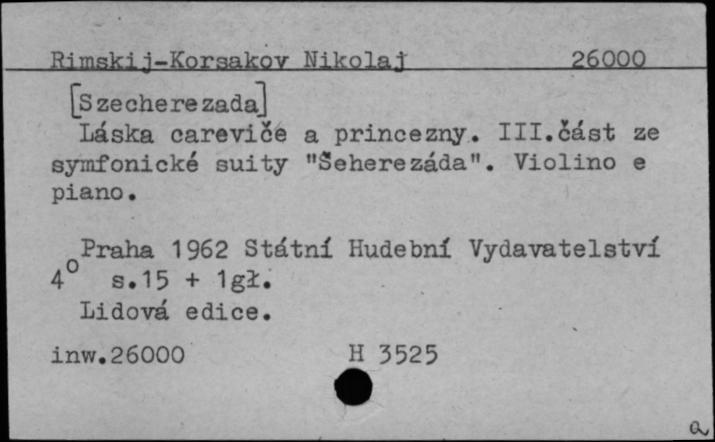 Rimskij-Korsakov Nikolaj 26000
[Szecherezada]
Láska careviče a princezny. III.část ze
symfonické suity "Šeherezáda". Violino e
piano.
Praha 1962 Státní Hudební Vydavatelství
4° s.15 + 1gł.
Lidová edice.
inw.26000 H 3525
a